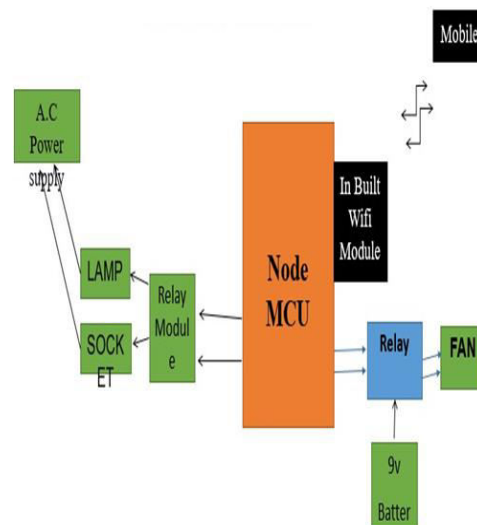 Mobile
A.C
Power
supply
In Built
Wifi
Module
Node
MCU
LAMP
Relay
Modul
e
SOCK
ET
Relay
FAN
9v
Batter